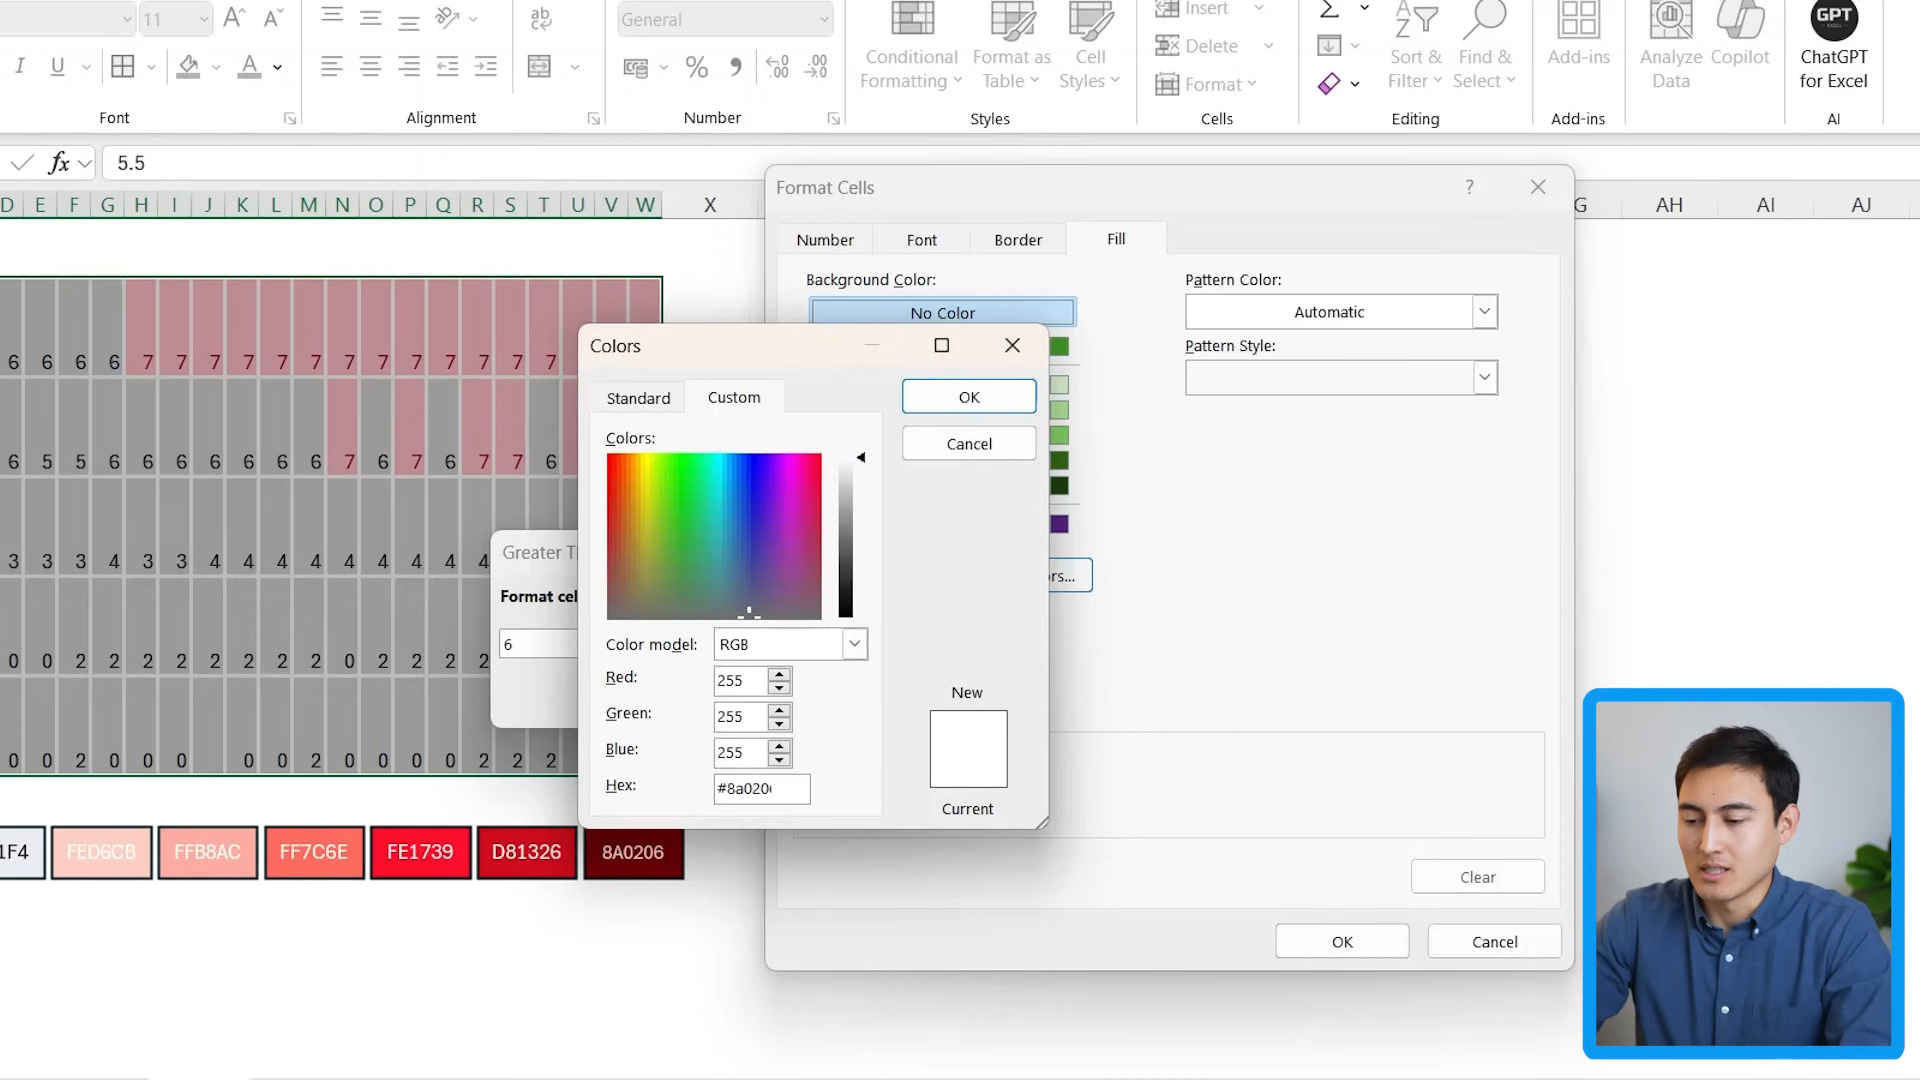 11
General
Insert
Delete
Format
Conditional
Formatting
Format as
Table
Cell
Styles
Sort &
Filter
Find &
Select
Add-ins
Analyze
Data
Copilot
GPT
ChatGPT
for Excel
Font
Alignment
Number
Styles
Cells
Editing
Add-ins
AI
fx
5.5
D E F G H I J K L M N O P Q R S T U V W X
G AH AI AJ
Format Cells
Number Font Border Fill
Background Color:
No Color
Pattern Color:
Automatic
Pattern Style:
6 6 6 6 7 7 7 7 7 7 7 7 7 7 7 7 7
6 5 5 6 6 6 6 6 6 6 7 6 7 6 7 7 6
3 3 3 4 3 3 4 4 4 4 4 4 4 4 4
0 0 2 2 2 2 2 2 2 2 0 2 2 2 2
0 0 2 0 0 0 0 0 2 0 0 0 0 2 2 2
Colors
Standard
Custom
OK
Cancel
Colors:
Color model:
RGB
Red:
255
Green:
255
Blue:
255
Hex:
#8a020
New
Current
Greater T
Format cel
6
rs...
1F4
FED6CB
FFB8AC
FF7C6E
FE1739
D81326
8A0206
Clear
OK
Cancel